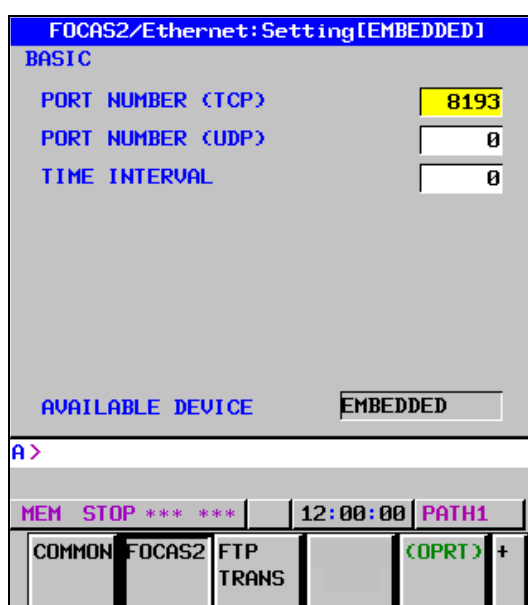 FOCAS2/Ethernet:Setting[EMBEDDED]
BASIC
PORT NUMBER (TCP) 8193
PORT NUMBER (UDP) 0
TIME INTERVAL 0
AVAILABLE DEVICE EMBEDDED
A>
MEM STOP *** *** 12:00:00 PATH1
COMMON FOCAS2 FTP TRANS (OPRT) +